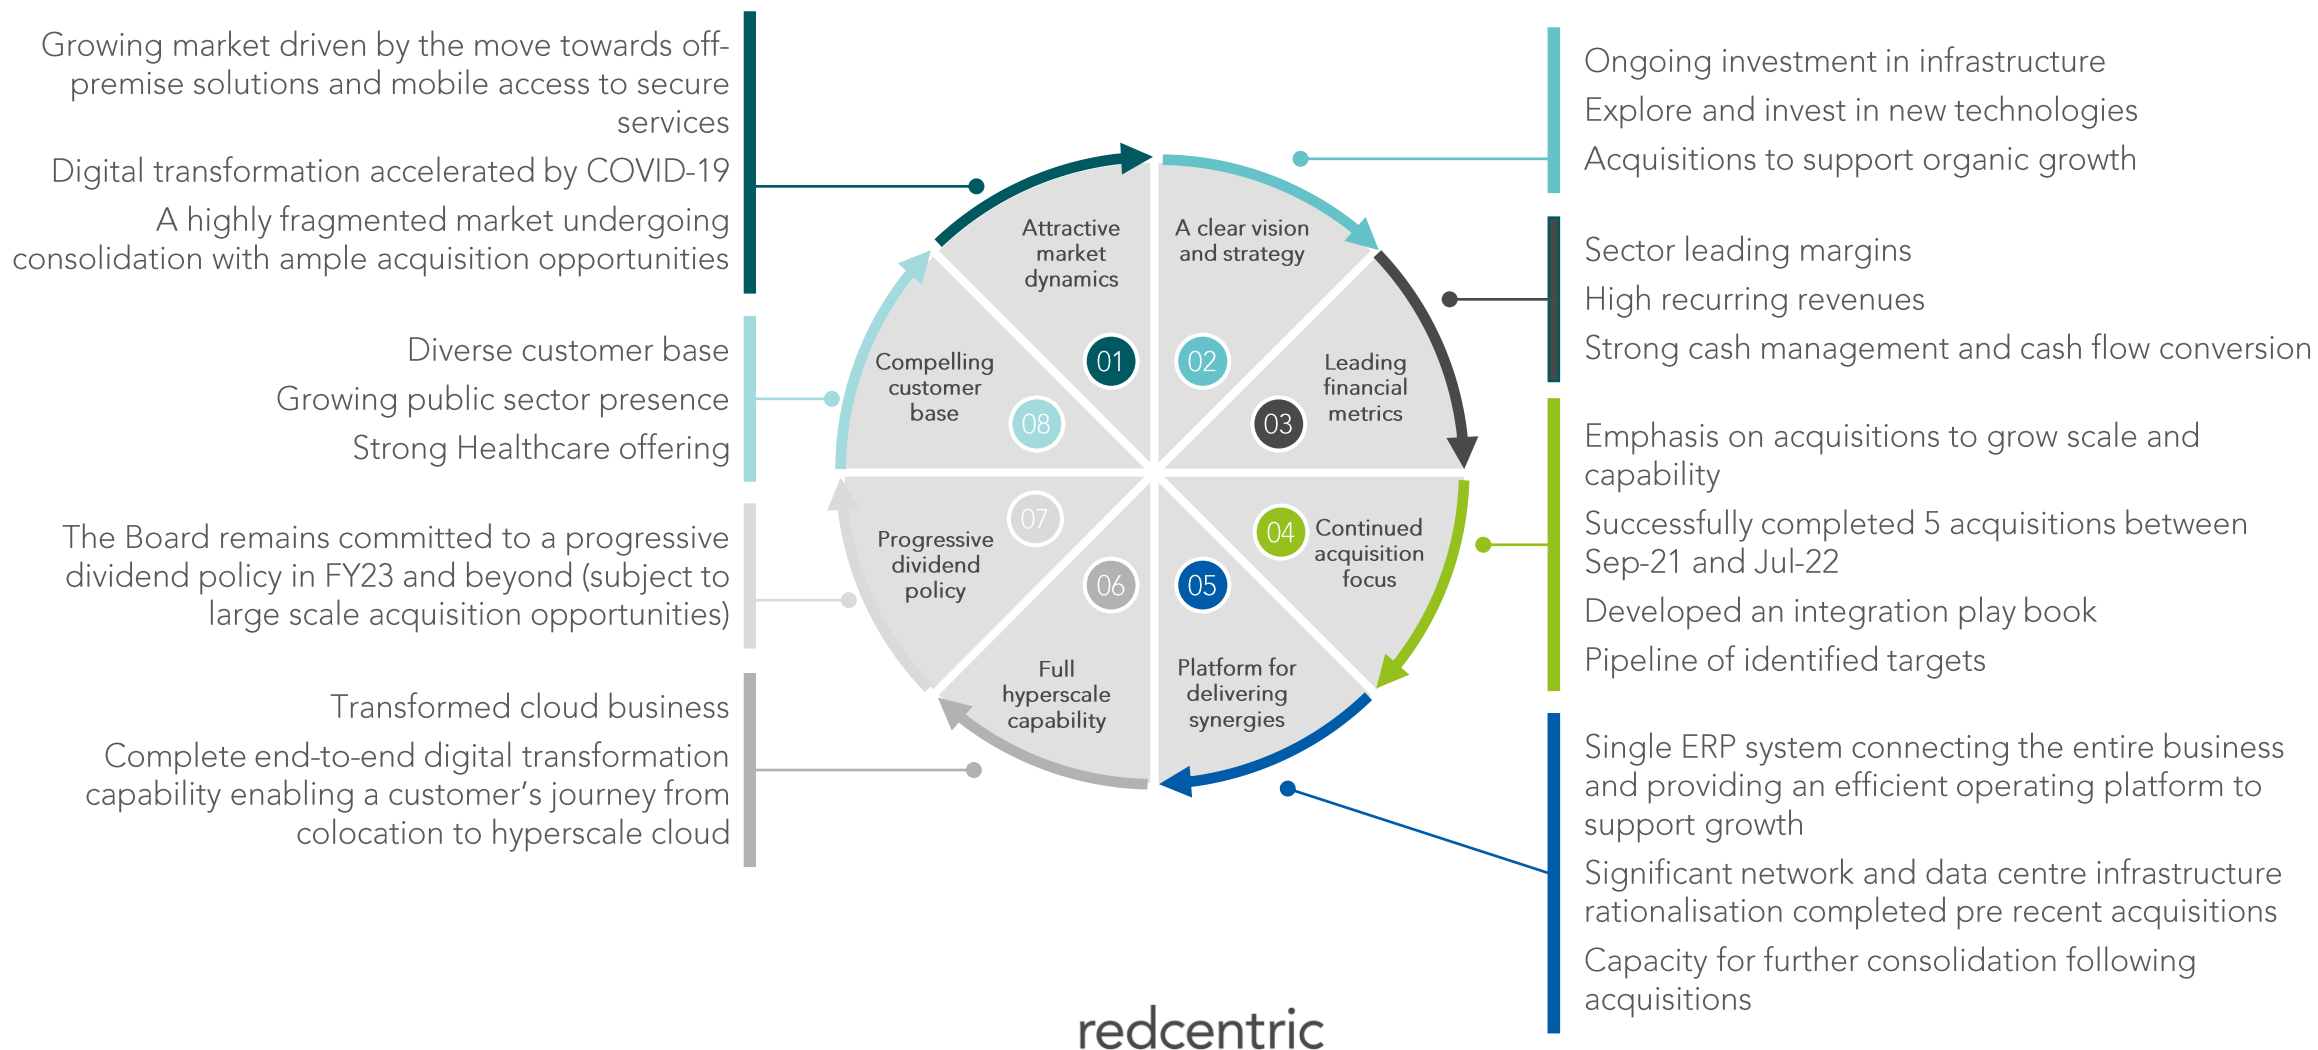 Growing market driven by the move towards off-
premise solutions and mobile access to secure
services
Digital transformation accelerated by COVID-19
A highly fragmented market undergoing
consolidation with ample acquisition opportunities
Diverse customer base
Growing public sector presence
Strong Healthcare offering
The Board remains committed to a progressive
dividend policy in FY23 and beyond (subject to
large scale acquisition opportunities)
Transformed cloud business
Complete end-to-end digital transformation
capability enabling a customer’s journey from
colocation to hyperscale cloud
Attractive
market
dynamics
01
A clear vision
and strategy
02
Leading
financial
metrics
03
Continued
acquisition
focus
04
Platform for
delivering
synergies
05
Full
hyperscale
capability
06
Progressive
dividend
policy
07
Compelling
customer
base
08
Ongoing investment in infrastructure
Explore and invest in new technologies
Acquisitions to support organic growth
Sector leading margins
High recurring revenues
Strong cash management and cash flow conversion
Emphasis on acquisitions to grow scale and
capability
Successfully completed 5 acquisitions between
Sep-21 and Jul-22
Developed an integration play book
Pipeline of identified targets
Single ERP system connecting the entire business
and providing an efficient operating platform to
support growth
Significant network and data centre infrastructure
rationalisation completed pre recent acquisitions
Capacity for further consolidation following
acquisitions
redcentric